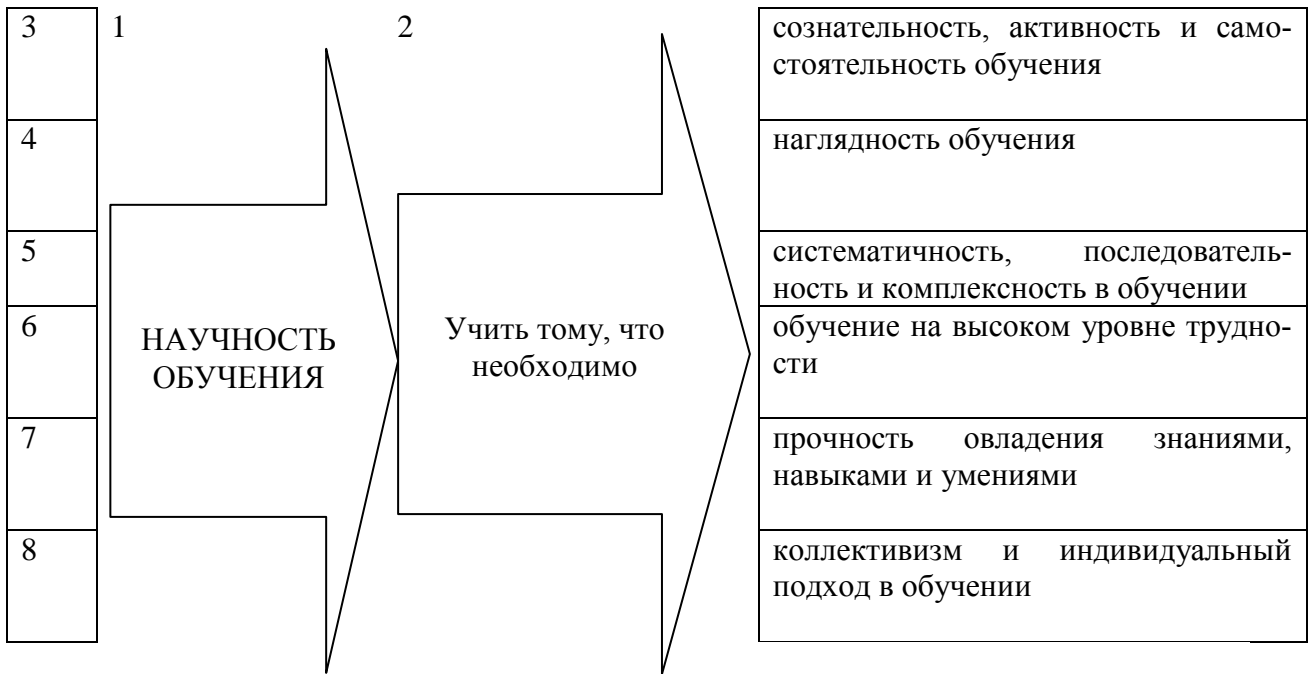 3
1
2
сознательность, активность и само-
стоятельность обучения
4
наглядность обучения
5
систематичность, последователь-
ность и комплексность в обучении
6
НАУЧНОСТЬ
ОБУЧЕНИЯ
Учить тому, что
необходимо
обучение на высоком уровне трудно-
сти
7
прочность овладения знаниями,
навыками и умениями
8
коллективизм и индивидуальный
подход в обучении